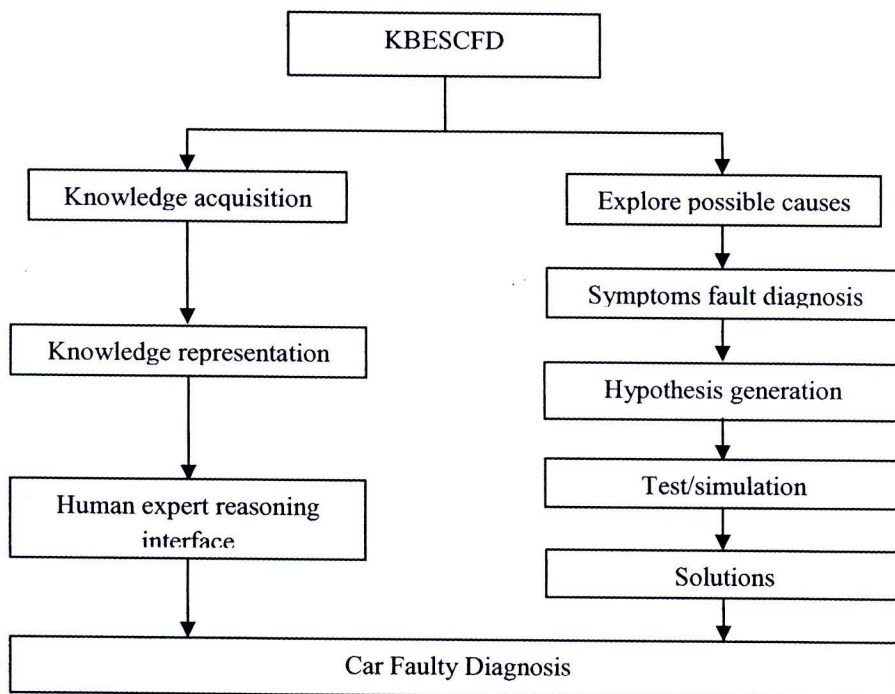 KBESCFD
Knowledge acquisition
Explore possible causes
Symptoms fault diagnosis
Knowledge representation
Hypothesis generation
Test/simulation
Human expert reasoning
interface
Solutions
Car Faulty Diagnosis